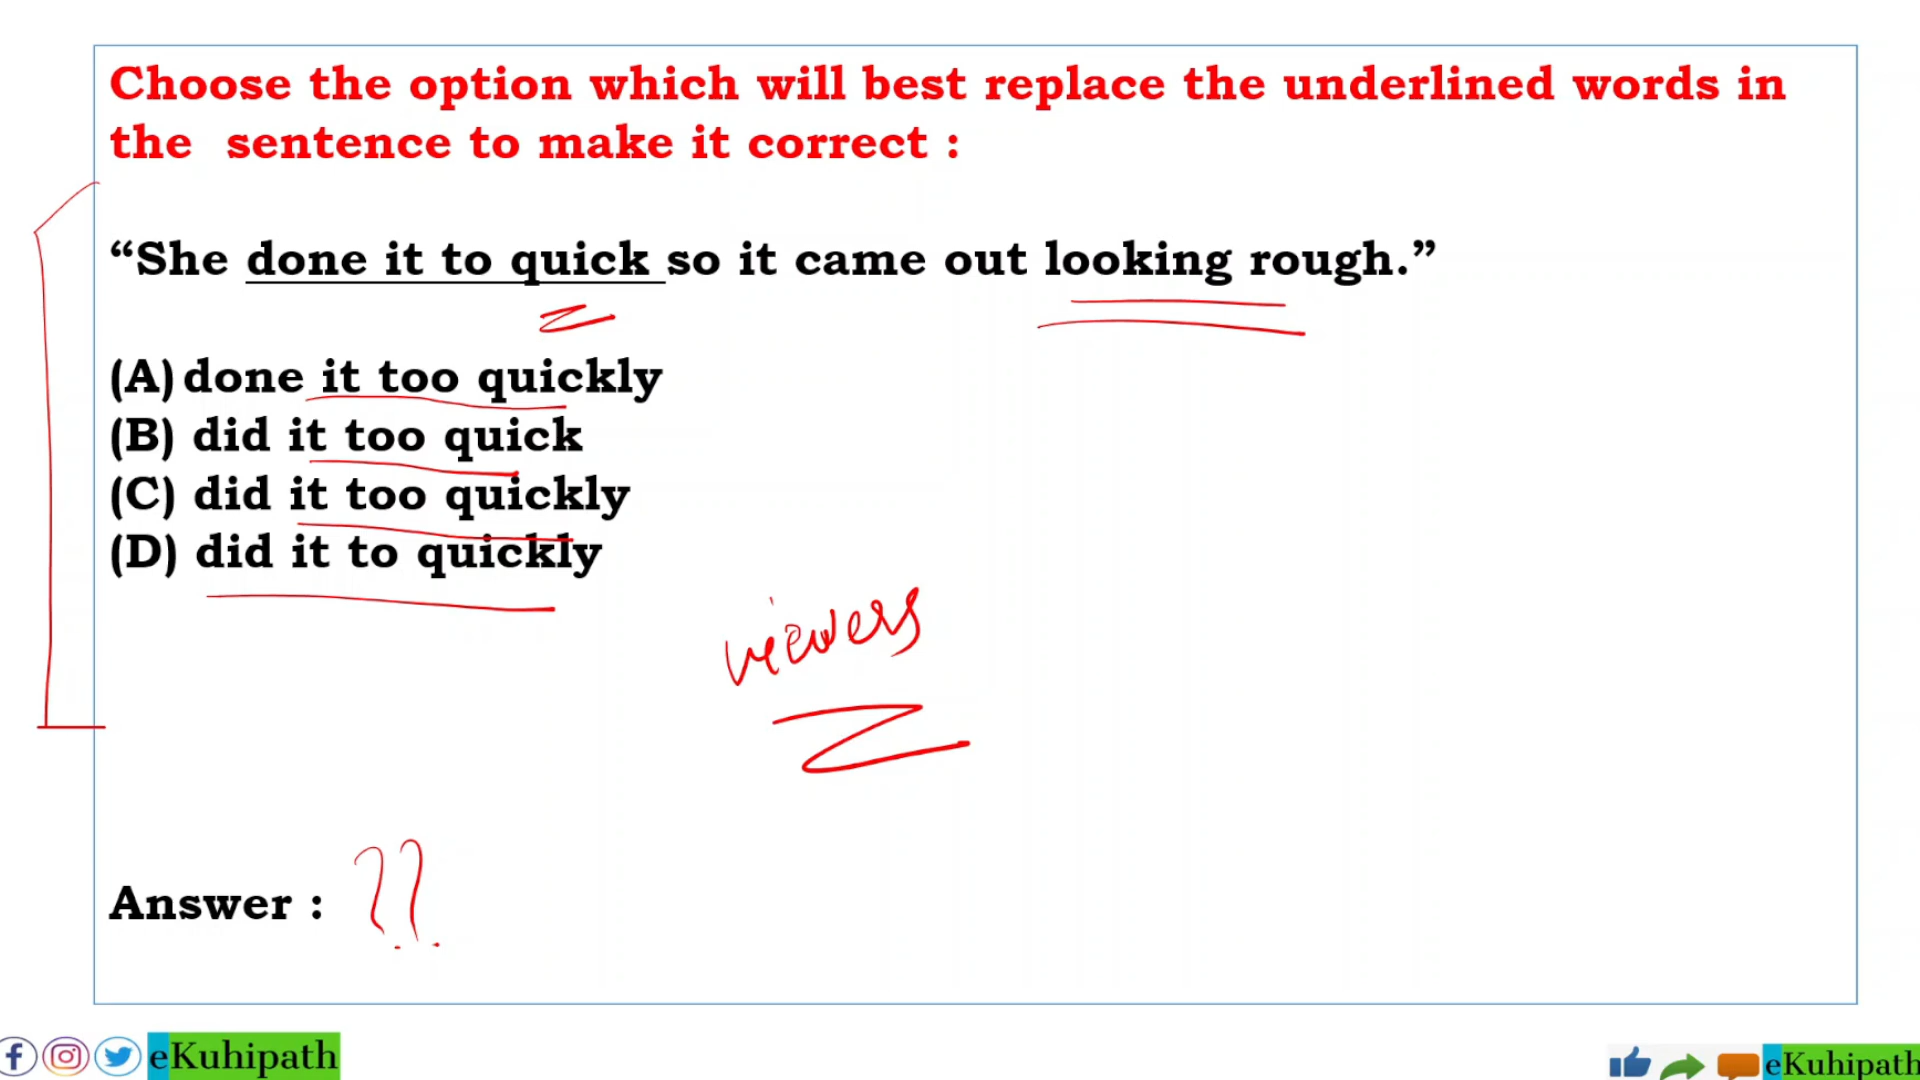 Choose the option which will best replace the underlined words in
the sentence to make it correct :
“She done it to quick so it came out looking rough.”
(A) done it too quickly
(B) did it too quick
(C) did it too quickly
(D) did it to quickly
viewers
Answer : ??
eKuhipath
eKuhipath